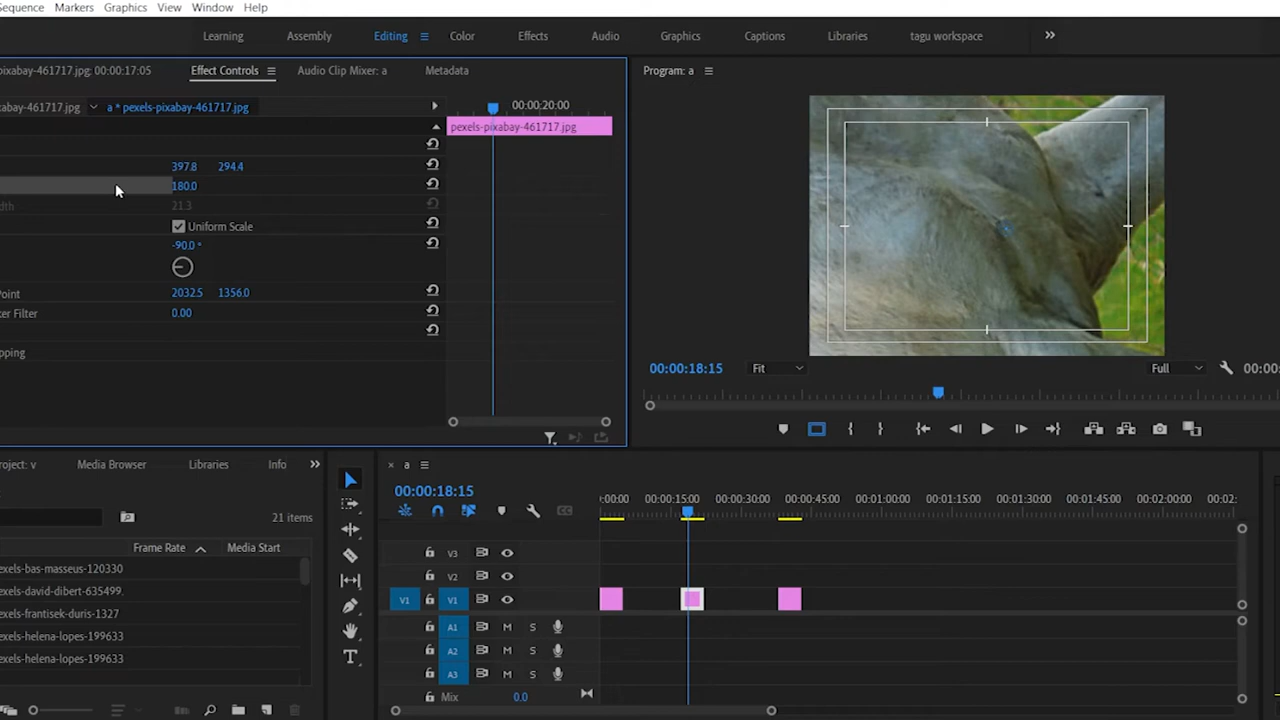 Sequence Markers Graphics View Window Help
Learning Assembly Editing Color Effects Audio Graphics Captions Libraries tagu workspace
pixabay-461717.jpg: 00:00:17:05 Effect Controls Audio Clip Mixer: a Metadata
Program: a
abay-461717.jpg a * pexels-pixabay-461717.jpg
00:00:20:00
pexels-pixabay-461717.jpg
397.8 294.4
180.0
dth 21.3
Uniform Scale
-90.0 °
Point 2032.5 1356.0
ker Filter 0.00
pping
00:00:18:15 Fit Full 00:00:
roject: v Media Browser Libraries Info
21 items
Frame Rate Media Start
exels-bas-masseus-120330
exels-david-dibert-635499.
exels-frantisek-duris-1327
exels-helena-lopes-199633
exels-helena-lopes-199633
a
00:00:18:15
:00:00 00:00:15:00 00:00:30:00 00:00:45:00 00:01:00:00 00:01:15:00 00:01:30:00 00:01:45:00 00:02:00:00 00:02:
V3
V2
V1 V1
A1 M S
A2 M S
A3 M S
Mix 0.0